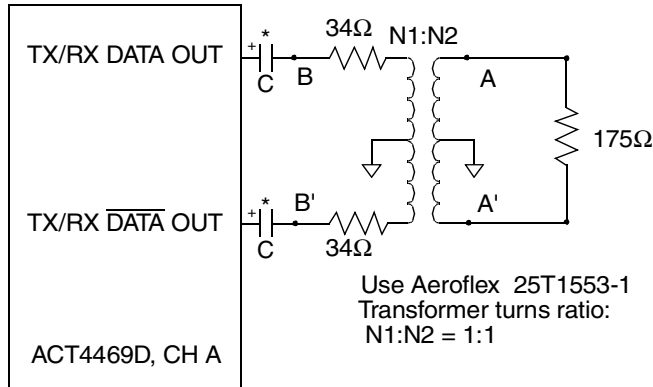 34Ω
N1:N2
TX/RX DATA OUT
+
*
C
B
A
175Ω
TX/RX DATA OUT
+
*
C
B'
A'
34Ω
Use Aeroflex 25T1553-1
Transformer turns ratio:
N1:N2 = 1:1
ACT4469D, CH A